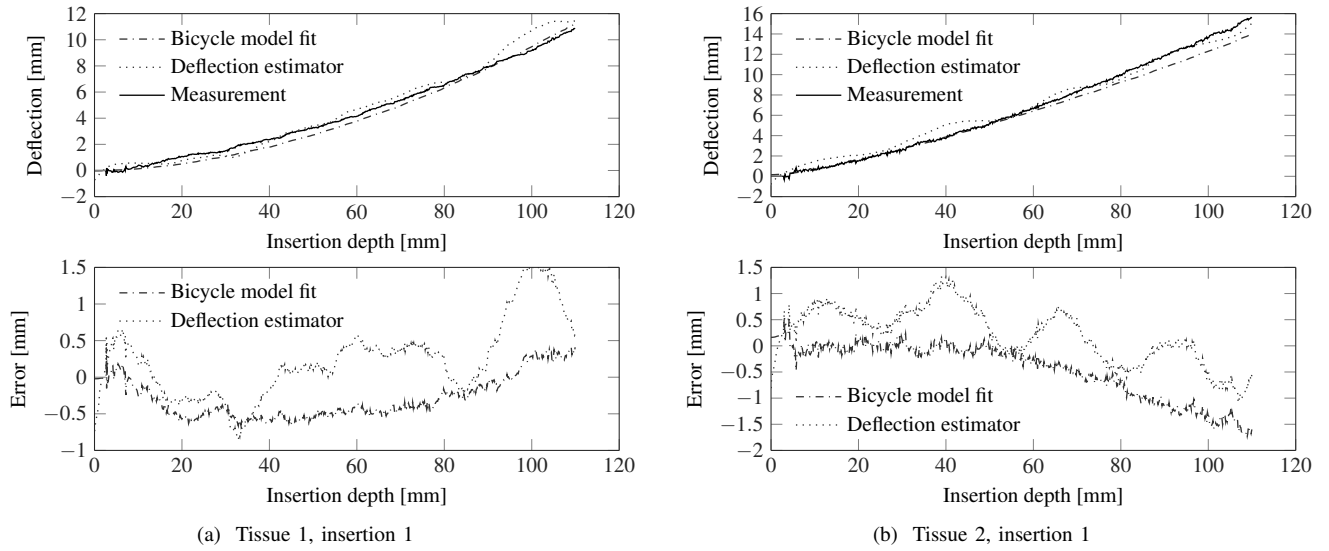 12
10
8
6
4
2
0
−2
Deflection [mm]
Bicycle model fit
Deflection estimator
Measurement
0 20 40 60 80 100 120
Insertion depth [mm]
1.5
1
0.5
0
−0.5
−1
Error [mm]
Bicycle model fit
Deflection estimator
0 20 40 60 80 100 120
Insertion depth [mm]
(a) Tissue 1, insertion 1
16
14
12
10
8
6
4
2
0
−2
Deflection [mm]
Bicycle model fit
Deflection estimator
Measurement
0 20 40 60 80 100 120
Insertion depth [mm]
1.5
1
0.5
0
−0.5
−1
−1.5
−2
Error [mm]
Bicycle model fit
Deflection estimator
0 20 40 60 80 100 120
Insertion depth [mm]
(b) Tissue 2, insertion 1